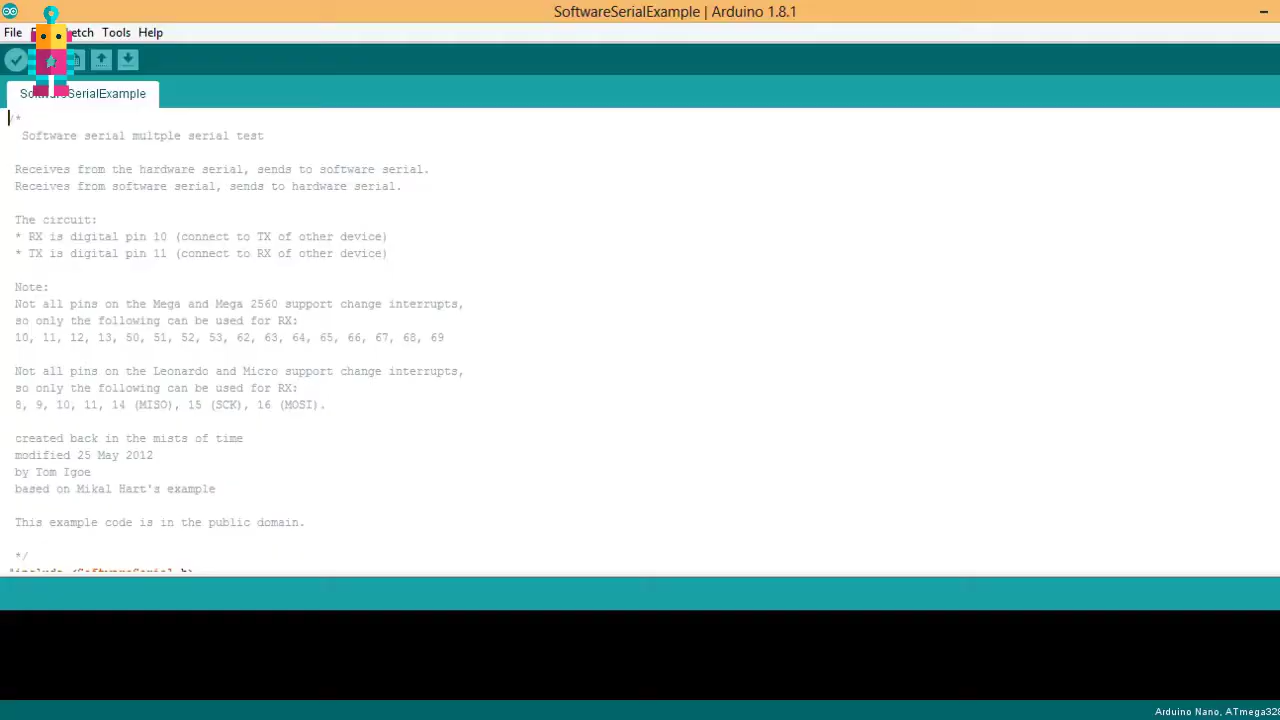 SoftwareSerialExample | Arduino 1.8.1
File Tools Help
SoftwareSerialExample
/*
Software serial multple serial test
Receives from the hardware serial, sends to software serial.
Receives from software serial, sends to hardware serial.
The circuit:
* RX is digital pin 10 (connect to TX of other device)
* TX is digital pin 11 (connect to RX of other device)
Note:
Not all pins on the Mega and Mega 2560 support change interrupts,
so only the following can be used for RX:
10, 11, 12, 13, 50, 51, 52, 53, 62, 63, 64, 65, 66, 67, 68, 69
Not all pins on the Leonardo and Micro support change interrupts,
so only the following can be used for RX:
8, 9, 10, 11, 14 (MISO), 15 (SCK), 16 (MOSI).
created back in the mists of time
modified 25 May 2012
by Tom Igoe
based on Mikal Hart's example
This example code is in the public domain.
*/
#include <SoftwareSerial.h>
Arduino Nano, ATmega328